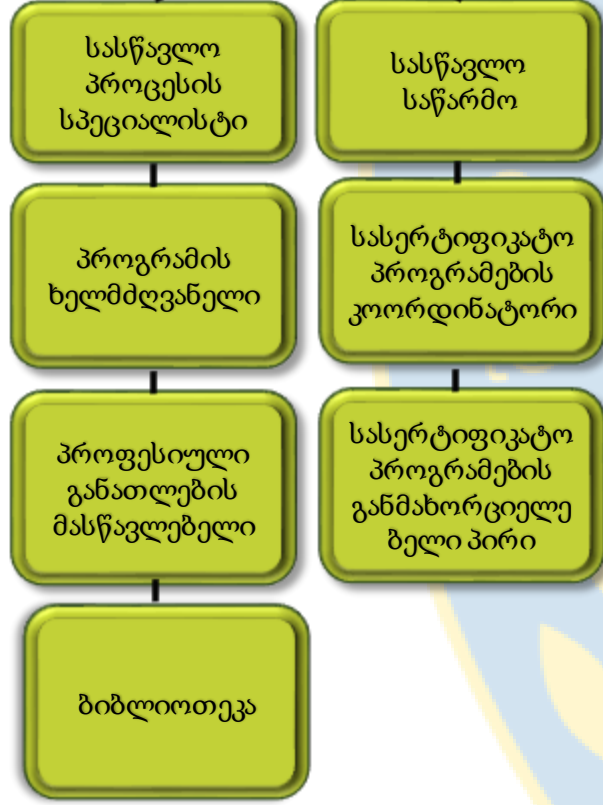 სასწავლო
პროცესის
სპეციალისტი
პროგრამის
ხელმძღვანელი
პროფესიული
განათლების
მასწავლებელი
ბიბლიოთეკა
სასწავლო
საწარმო
სასერტიფიკატო
პროგრამების
კოორდინატორი
სასერტიფიკატო
პროგრამების
განმახორციელე
ბელი პირი